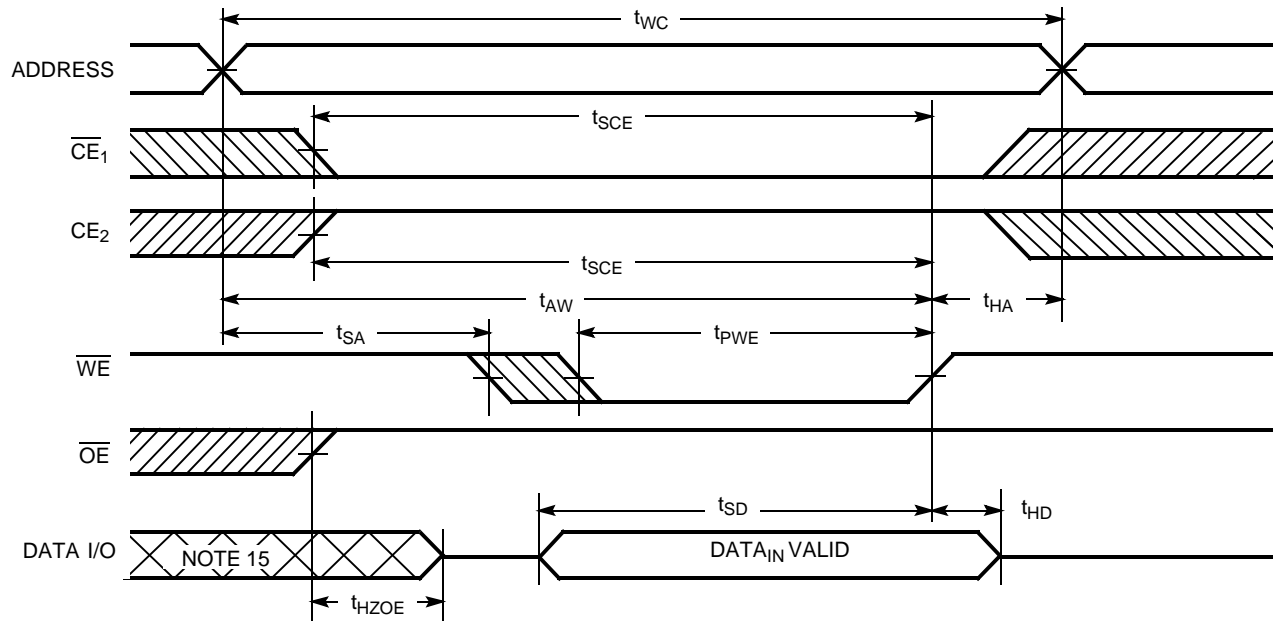 tWC
ADDRESS
tSCE
CE1
CE2
tSCE
tAW
tHA
tSA
tPWE
WE
OE
tSD
tHD
DATA I/O
NOTE 15
DATAIN VALID
tHZOE